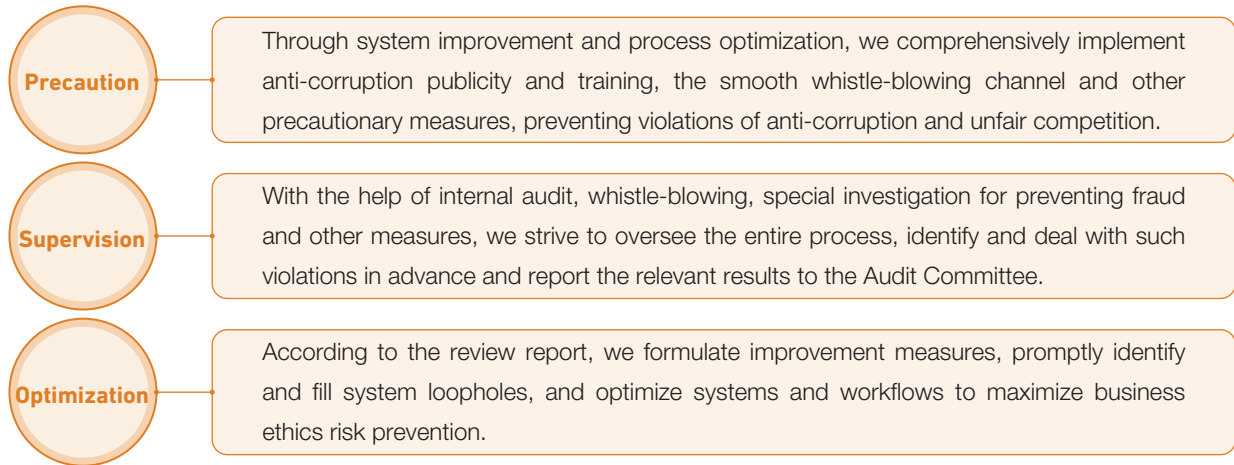 Precaution
Through system improvement and process optimization, we comprehensively implement
anti-corruption publicity and training, the smooth whistle-blowing channel and other
precautionary measures, preventing violations of anti-corruption and unfair competition.
Supervision
With the help of internal audit, whistle-blowing, special investigation for preventing fraud
and other measures, we strive to oversee the entire process, identify and deal with such
violations in advance and report the relevant results to the Audit Committee.
Optimization
According to the review report, we formulate improvement measures, promptly identify
and fill system loopholes, and optimize systems and workflows to maximize business
ethics risk prevention.